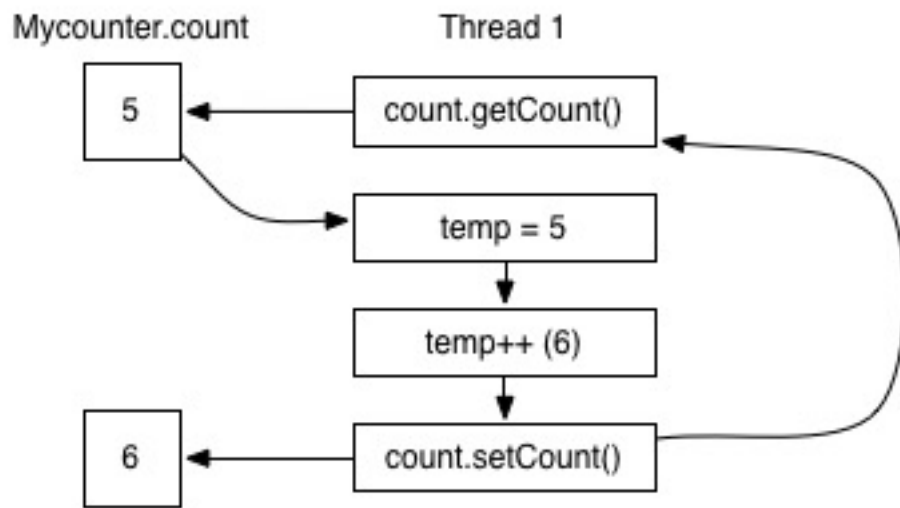 Mycounter.count
Thread 1
5
count.getCount()
temp = 5
temp++ (6)
6
count.setCount()